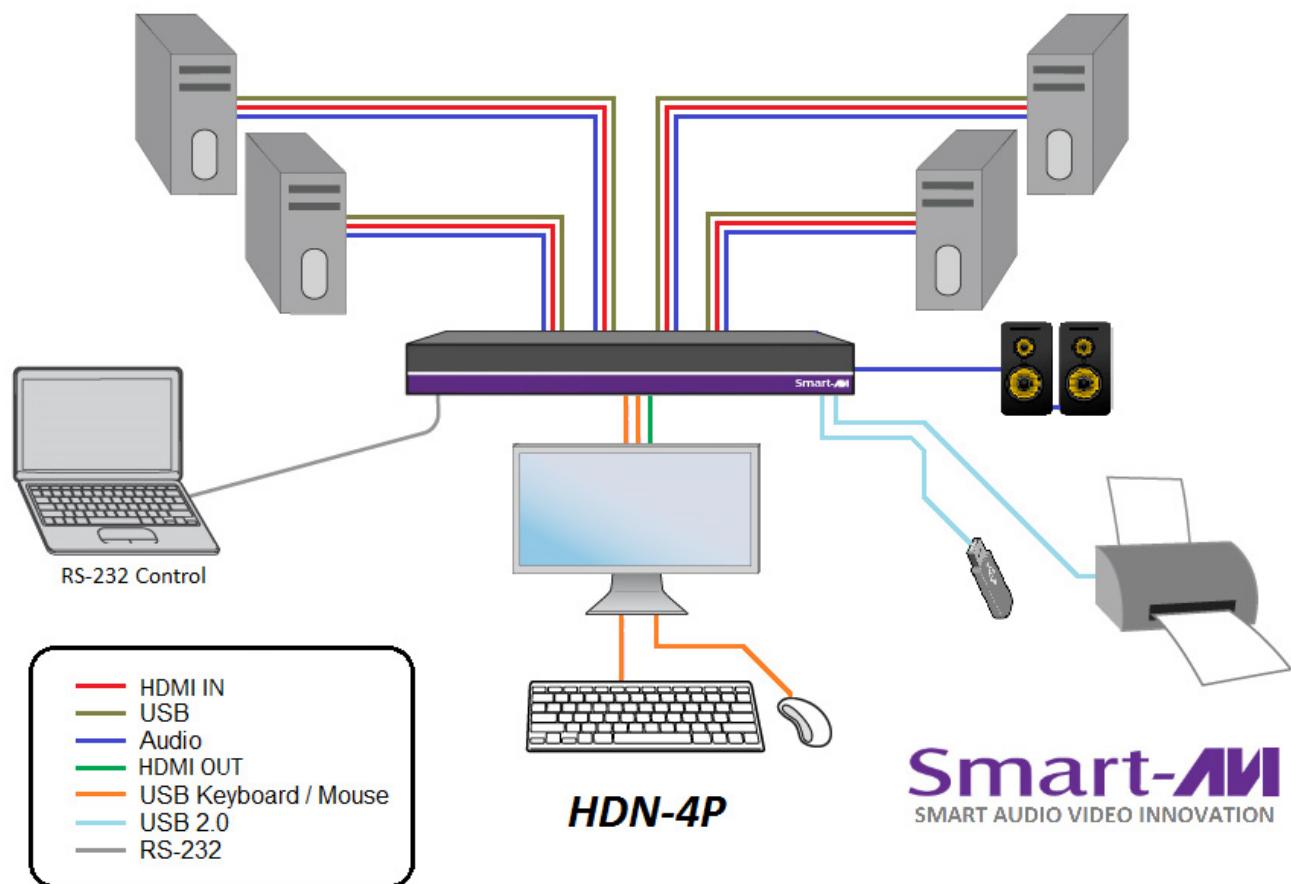 Smart-AVI
RS-232 Control
HDMI IN
USB
Audio
HDMI OUT
USB Keyboard / Mouse
USB 2.0
RS-232
HDN-4P
Smart-AVI
SMART AUDIO VIDEO INNOVATION